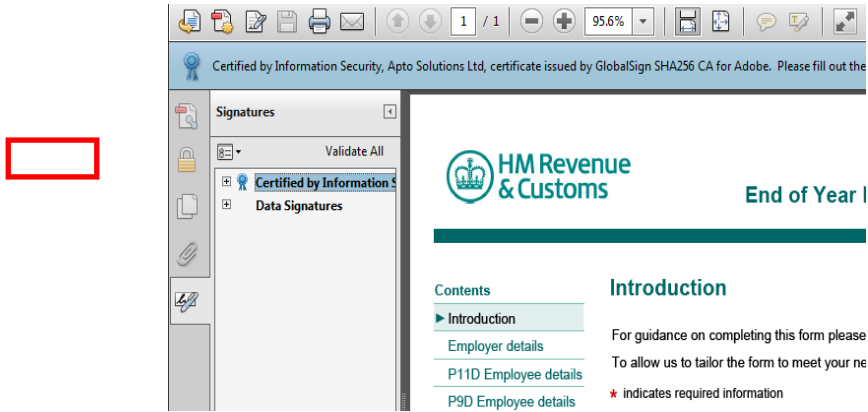 1 / 1 95.6%
Certified by Information Security, Apto Solutions Ltd, certificate issued by GlobalSign SHA256 CA for Adobe. Please fill out the
Signatures
Validate All
Certified by Information
Data Signatures
HM Revenue
& Customs
End of Year
Contents
Introduction
Employer details
P11D Employee details
P9D Employee details
Introduction
For guidance on completing this form please
To allow us to tailor the form to meet your
* indicates required information